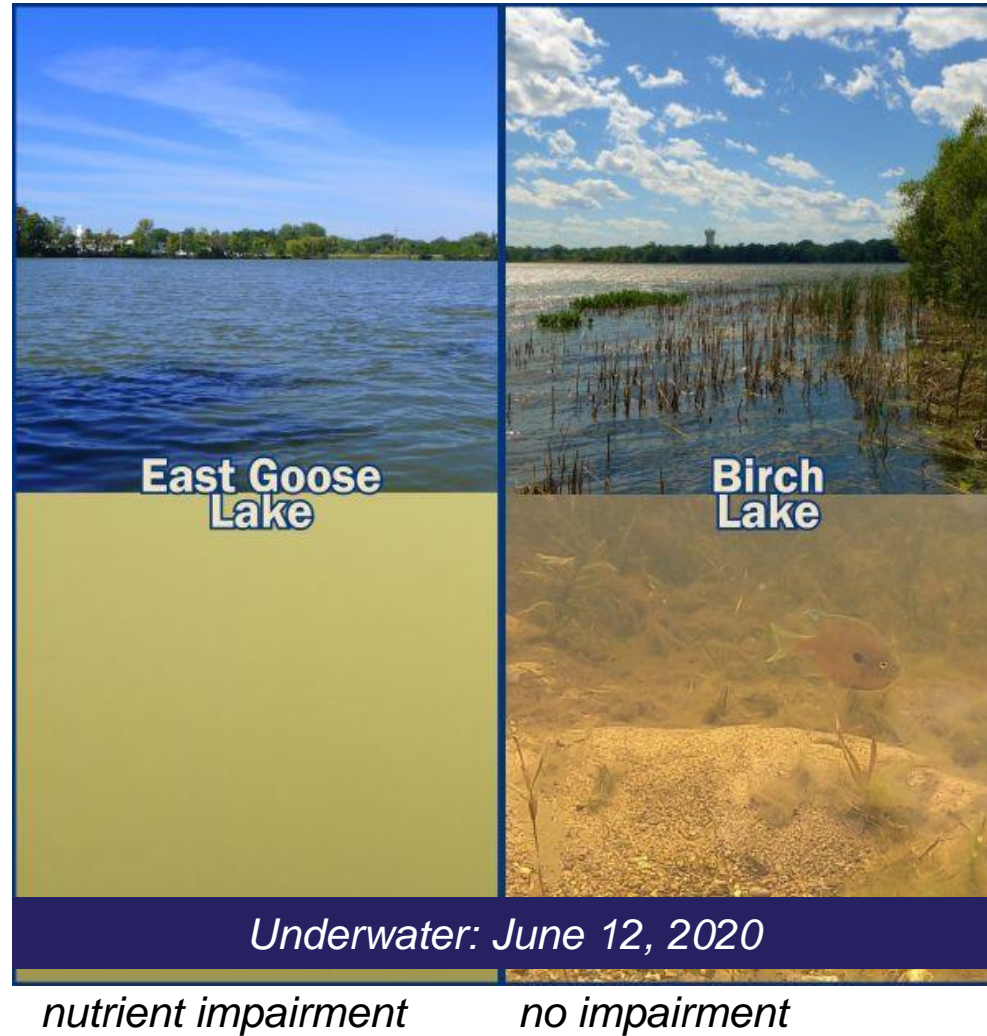 East Goose
Lake
Birch
Lake
Underwater: June 12, 2020
nutrient impairment
no impairment